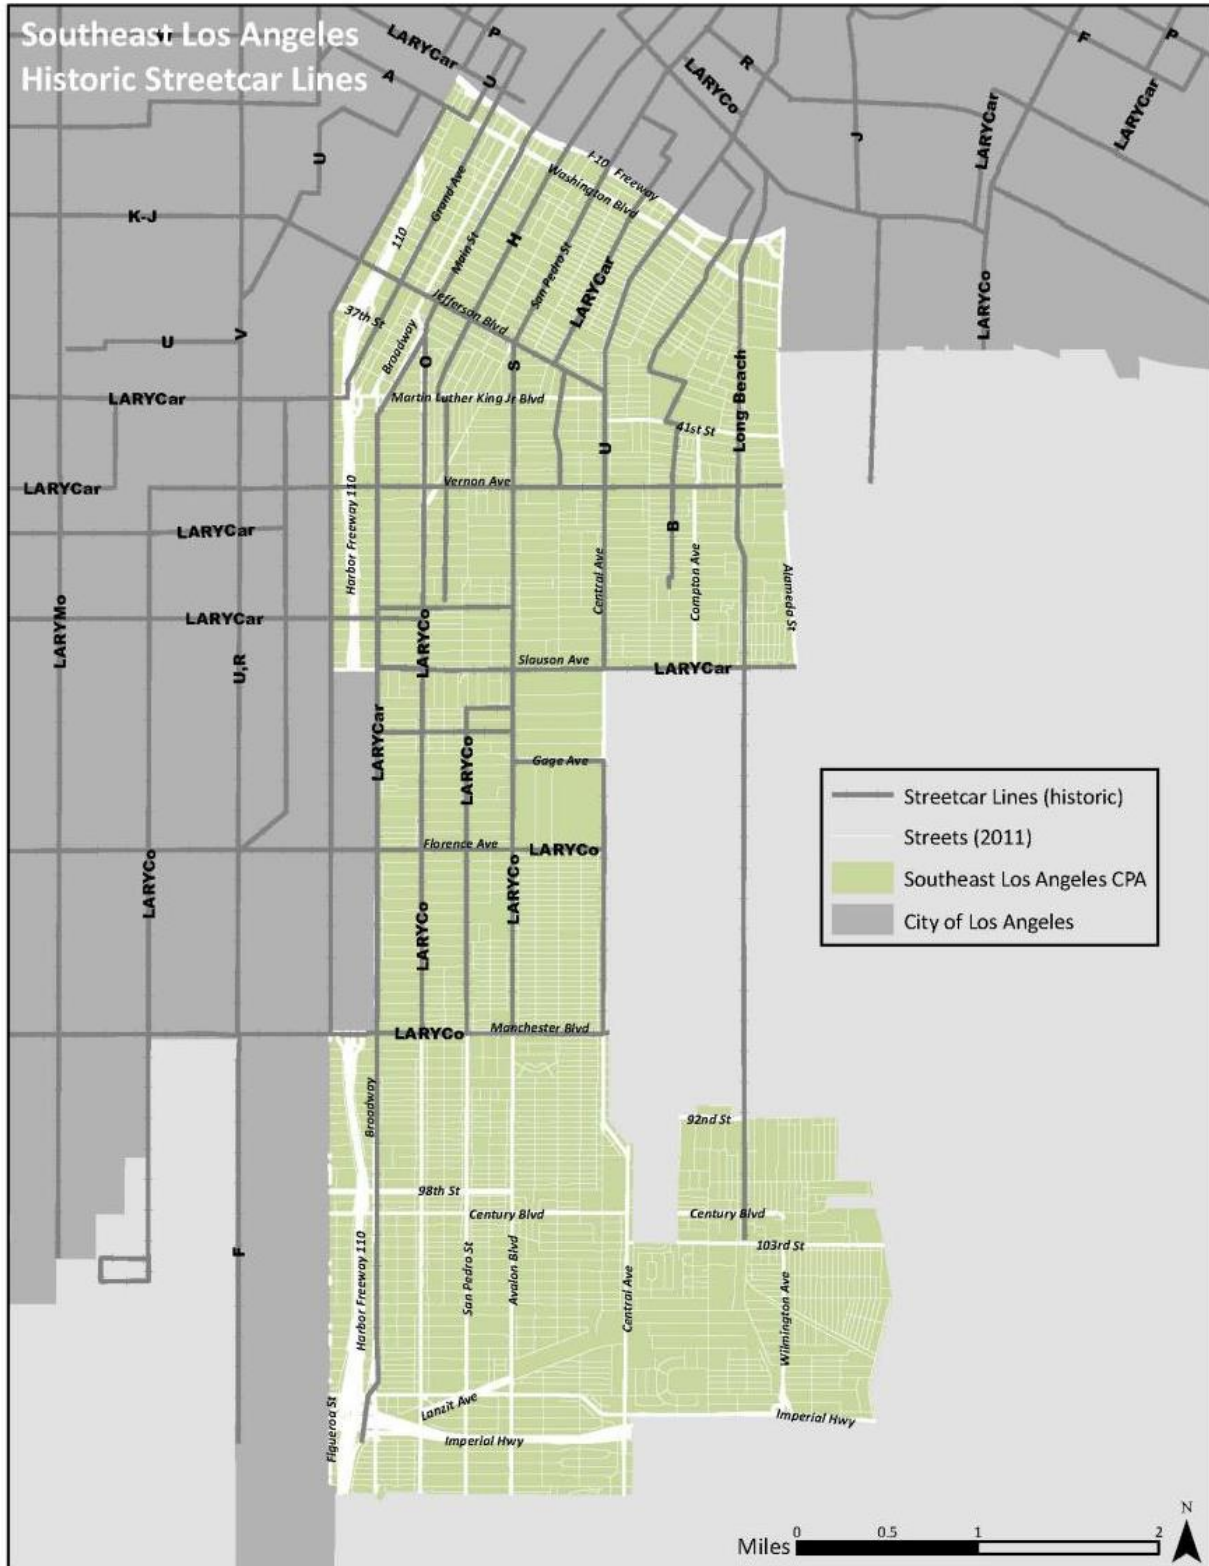 Southeast Los Angeles
Historic Streetcar Lines
LARYCar
P
U
A
R
F
P
LARYCo
LARYCar
LARYCar
J
U
K-J
I-10 Freeway
Washington Blvd
Grand Ave
110
Main St
H
San Pedro St
LARYCar
LARYCo
37th St
Jefferson Blvd
Broadway
U
V
O
S
Long Beach
LARYCar
Martin Luther King Jr Blvd
41st St
U
LARYCar
Vernon Ave
LARYCar
Harbor Freeway 110
B
Central Ave
Compton Ave
Alameda St
LARYMo
LARYCar
U,R
LARYCo
Slauson Ave
LARYCar
LARYCar
LARYCo
Gage Ave
Streetcar Lines (historic)
Streets (2011)
Southeast Los Angeles CPA
City of Los Angeles
Florence Ave
LARYCo
LARYCo
LARYCo
LARYCo
LARYCo
Manchester Blvd
Broadway
92nd St
98th St
Century Blvd
Century Blvd
103rd St
F
Harbor Freeway 110
San Pedro St
Avalon Blvd
Central Ave
Wilmington Ave
Figueroa St
Lanzit Ave
Imperial Hwy
Imperial Hwy
N
Miles 0 0.5 1 2